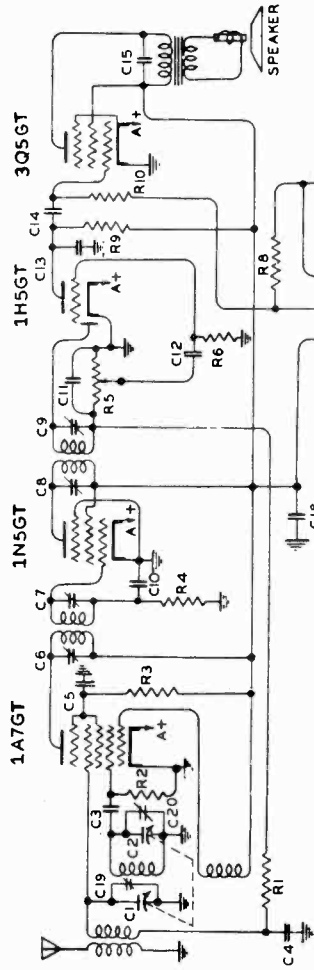 1A7GT
1N5GT
1H5GT
3Q5GT
C19
C1
C2
C20
C3
R2
A+
C5
R3
C6
C7
C10
R4
A
C8
C9
C11
R5
A+
C12
R6
C13
C14
R9
R10
A+
C15
SPEAKER
C4
R1
R8